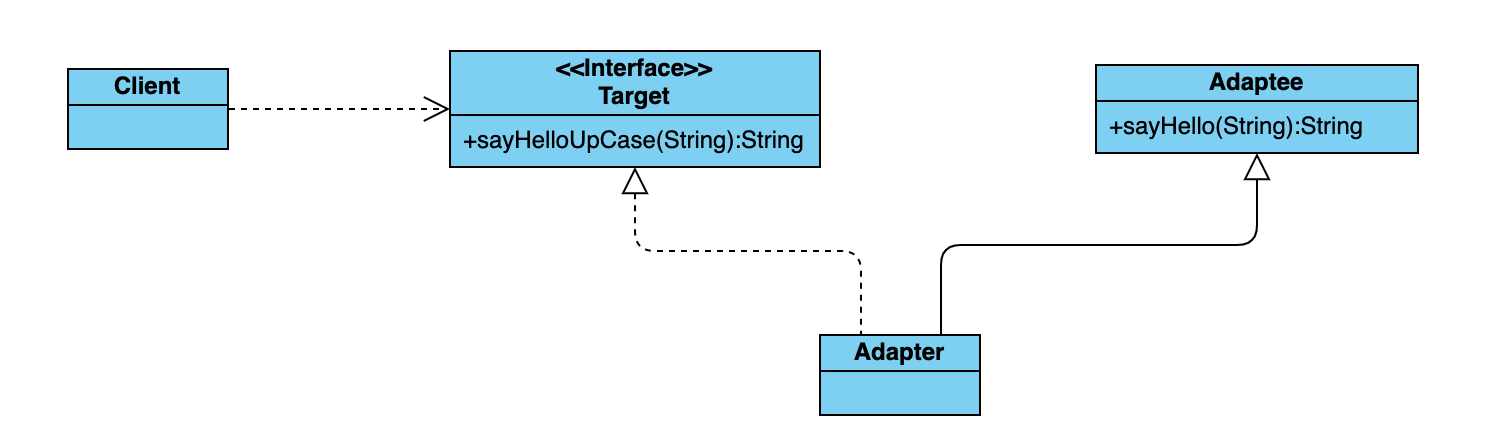 Client
<<Interface>>
Target
+sayHelloUpCase(String):String
Adaptee
+sayHello(String):String
Adapter